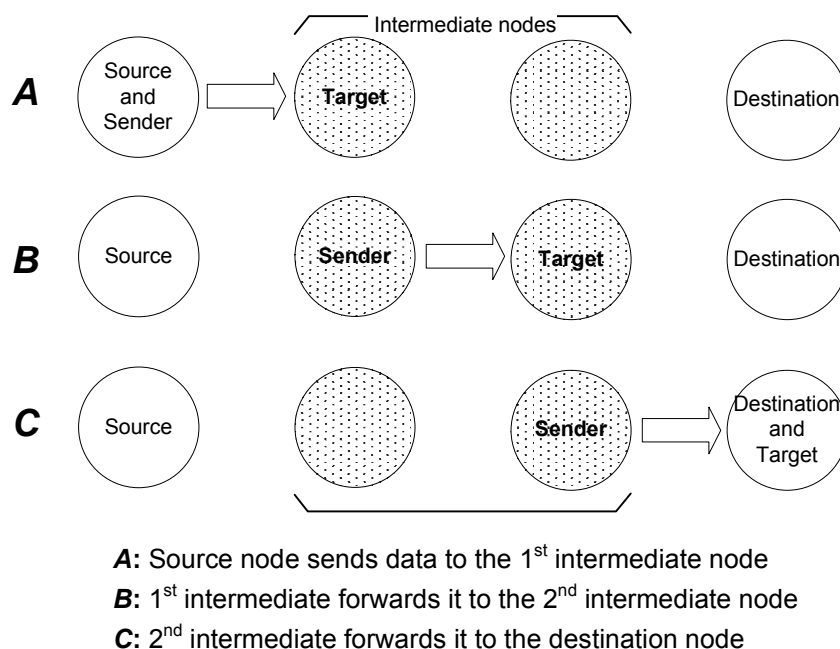 Intermediate nodes
A
Source
and
Sender
Target
Destination
B
Source
Sender
Target
Destination
C
Source
Sender
Destination
and
Target
A: Source node sends data to the 1st intermediate node
B: 1st intermediate forwards it to the 2nd intermediate node
C: 2nd intermediate forwards it to the destination node